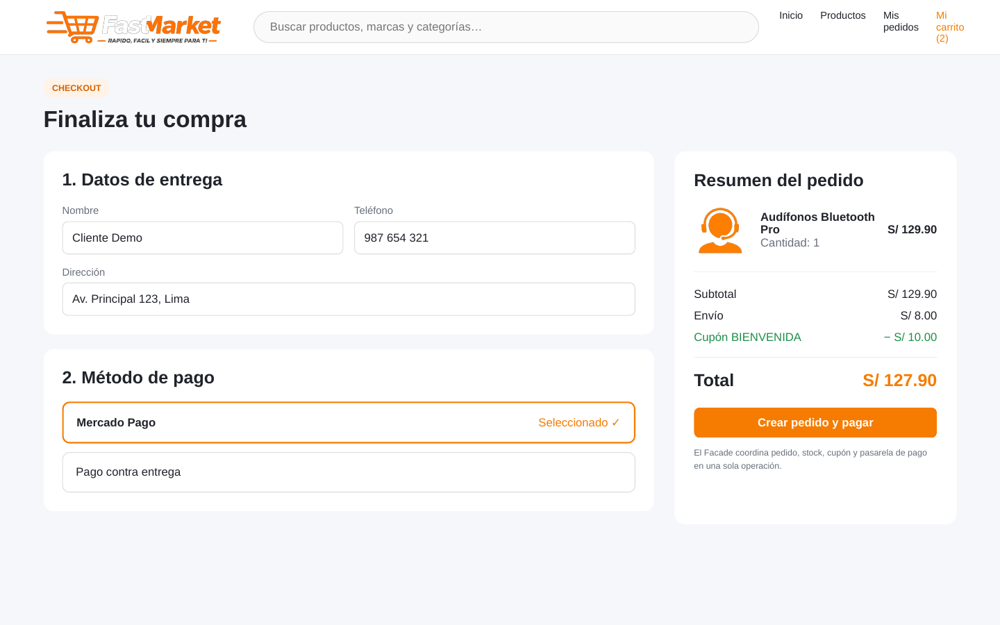 FastMarket
RAPIDO, FACIL Y SIEMPRE PARA TI
Buscar productos, marcas y categorías…
Inicio
Productos
Mis
pedidos
Mi
carrito
(2)
CHECKOUT
Finaliza tu compra
1. Datos de entrega
Nombre
Teléfono
Cliente Demo
987 654 321
Dirección
Av. Principal 123, Lima
2. Método de pago
Mercado Pago
Seleccionado ✓
Pago contra entrega
Resumen del pedido
Audífonos Bluetooth
Pro
Cantidad: 1
S/ 129.90
Subtotal S/ 129.90
Envío S/ 8.00
Cupón BIENVENIDA − S/ 10.00
Total S/ 127.90
Crear pedido y pagar
El Facade coordina pedido, stock, cupón y pasarela de pago
en una sola operación.